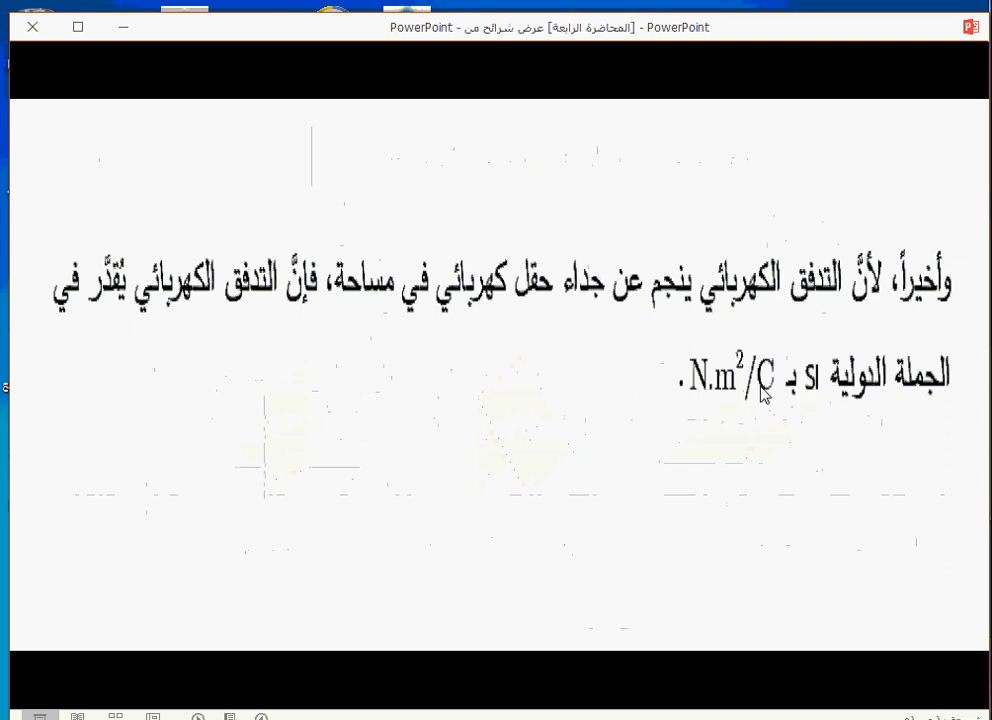 PowerPoint - [المحاضرة الرابعة] عرض شرائح من - PowerPoint
وأخيراً، لأنَّ التدفق الكهربائي ينجم عن جداء حقل كهربائي في مساحة، فإنَّ التدفق الكهربائي يُقدَّر في
الجملة الدولية SI بـ N.m²/C .